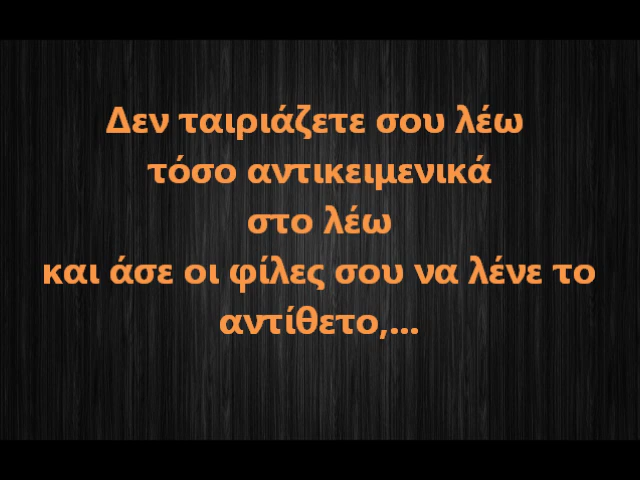 Δεν ταιριάζετε σου λέω
τόσο αντικειμενικά
στο λέω
και άσε οι φίλες σου να λένε το
αντίθετο,...